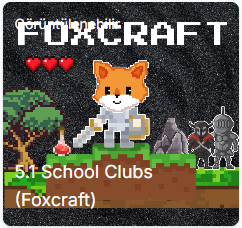 Görüntülenebilir
FOXCRAFT
5.1 School Clubs
(Foxcraft)